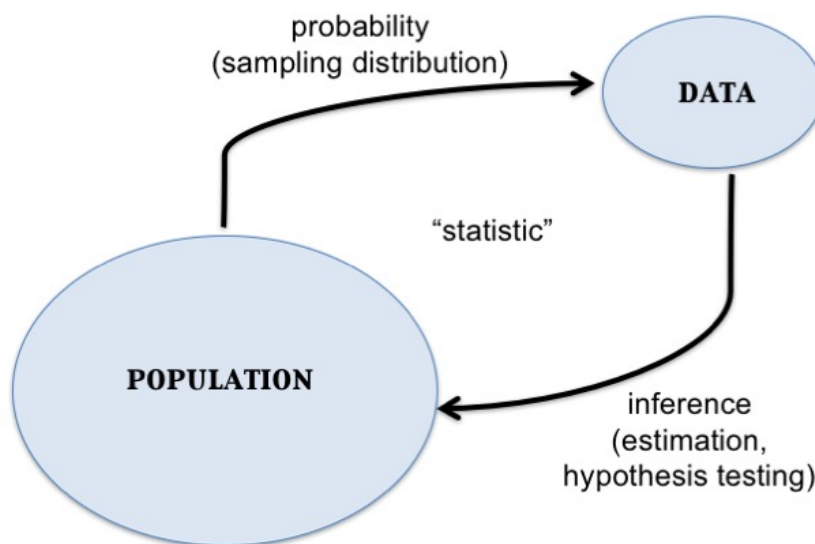 probability
(sampling distribution)
DATA
“statistic”
POPULATION
inference
(estimation,
hypothesis testing)